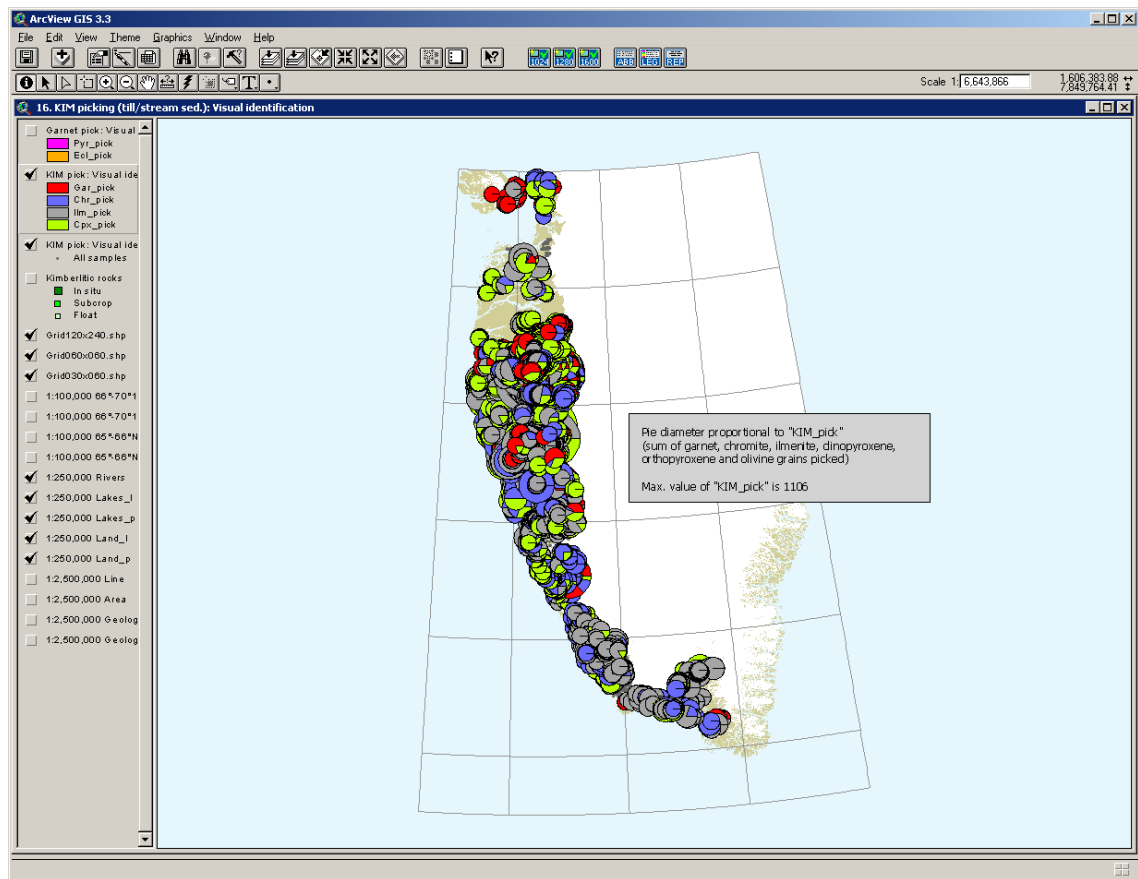 ArcView GIS 3.3
File Edit View Theme Graphics Window Help
1024 1280 1600 ABB LEG REP
Scale 1: 6,643,866
1,606,383.88
7,849,764.41
16. KIM picking (till/stream sed.): Visual identification
Garnet pick: Visual
Pyr_pick
Ecl_pick
KIM pick: Visual ide
Gar_pick
Chr_pick
Ilm_pick
Cpx_pick
KIM pick: Visual ide
All samples
Kimberlitic rocks
In situ
Subcrop
Float
Grid120x240.shp
Grid060x060.shp
Grid030x060.shp
1:100,000 66°-70°1
1:100,000 66°-70°1
1:100,000 65°-66°N
1:100,000 65°-66°N
1:250,000 Rivers
1:250,000 Lakes_l
1:250,000 Lakes_p
1:250,000 Land_l
1:250,000 Land_p
1:2,500,000 Line
1:2,500,000 Area
1:2,500,000 Geolog
1:2,500,000 Geolog
Pie diameter proportional to "KIM_pick"
(sum of garnet, chromite, ilmenite, clinopyroxene,
orthopyroxene and olivine grains picked)
Max. value of "KIM_pick" is 1106